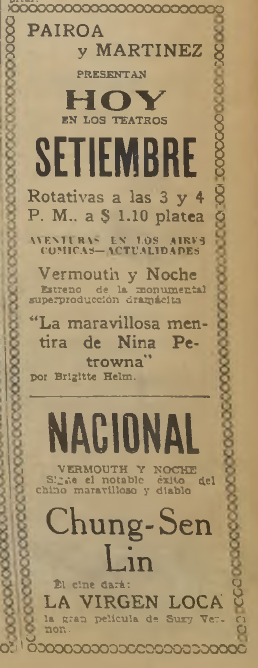 PAIROA
y MARTINEZ
PRESENTAN
HOY
EN LOS TEATROS
SETIEMBRE
Rotativas a las 3 y 4
P. M.. a $ 1.10 platea
AVENTURAS EN LOS AIRES
COMICAS—ACTUALIDADES
Vermouth y Noche
Estreno de la monumental
superproducción dramácita
"La maravillosa men-
tira de Nina Pe-
trowna"
por Brigitte Helm.
NACIONAL
VERMOUTH Y NOCHE
Sigue el notable éxito del
chino maravilloso y diablo
Chung-Sen
Lin
El cine dará:
LA VIRGEN LOCA
la gran película de Suzy Ver-
non.